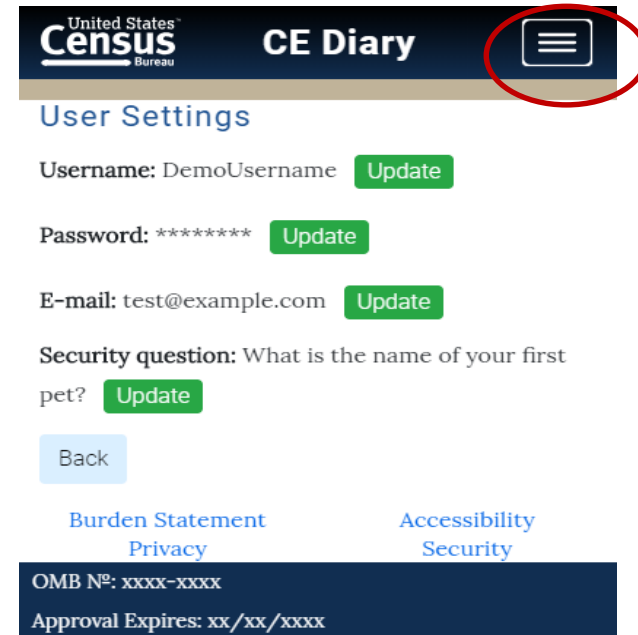 United States™
Census
Bureau
CE Diary
User Settings
Username: DemoUsername Update
Password: ******** Update
E-mail: test@example.com Update
Security question: What is the name of your first
pet? Update
Back
Burden Statement Accessibility
Privacy Security
OMB Nº: xxxx-xxxx
Approval Expires: xx/xx/xxxx